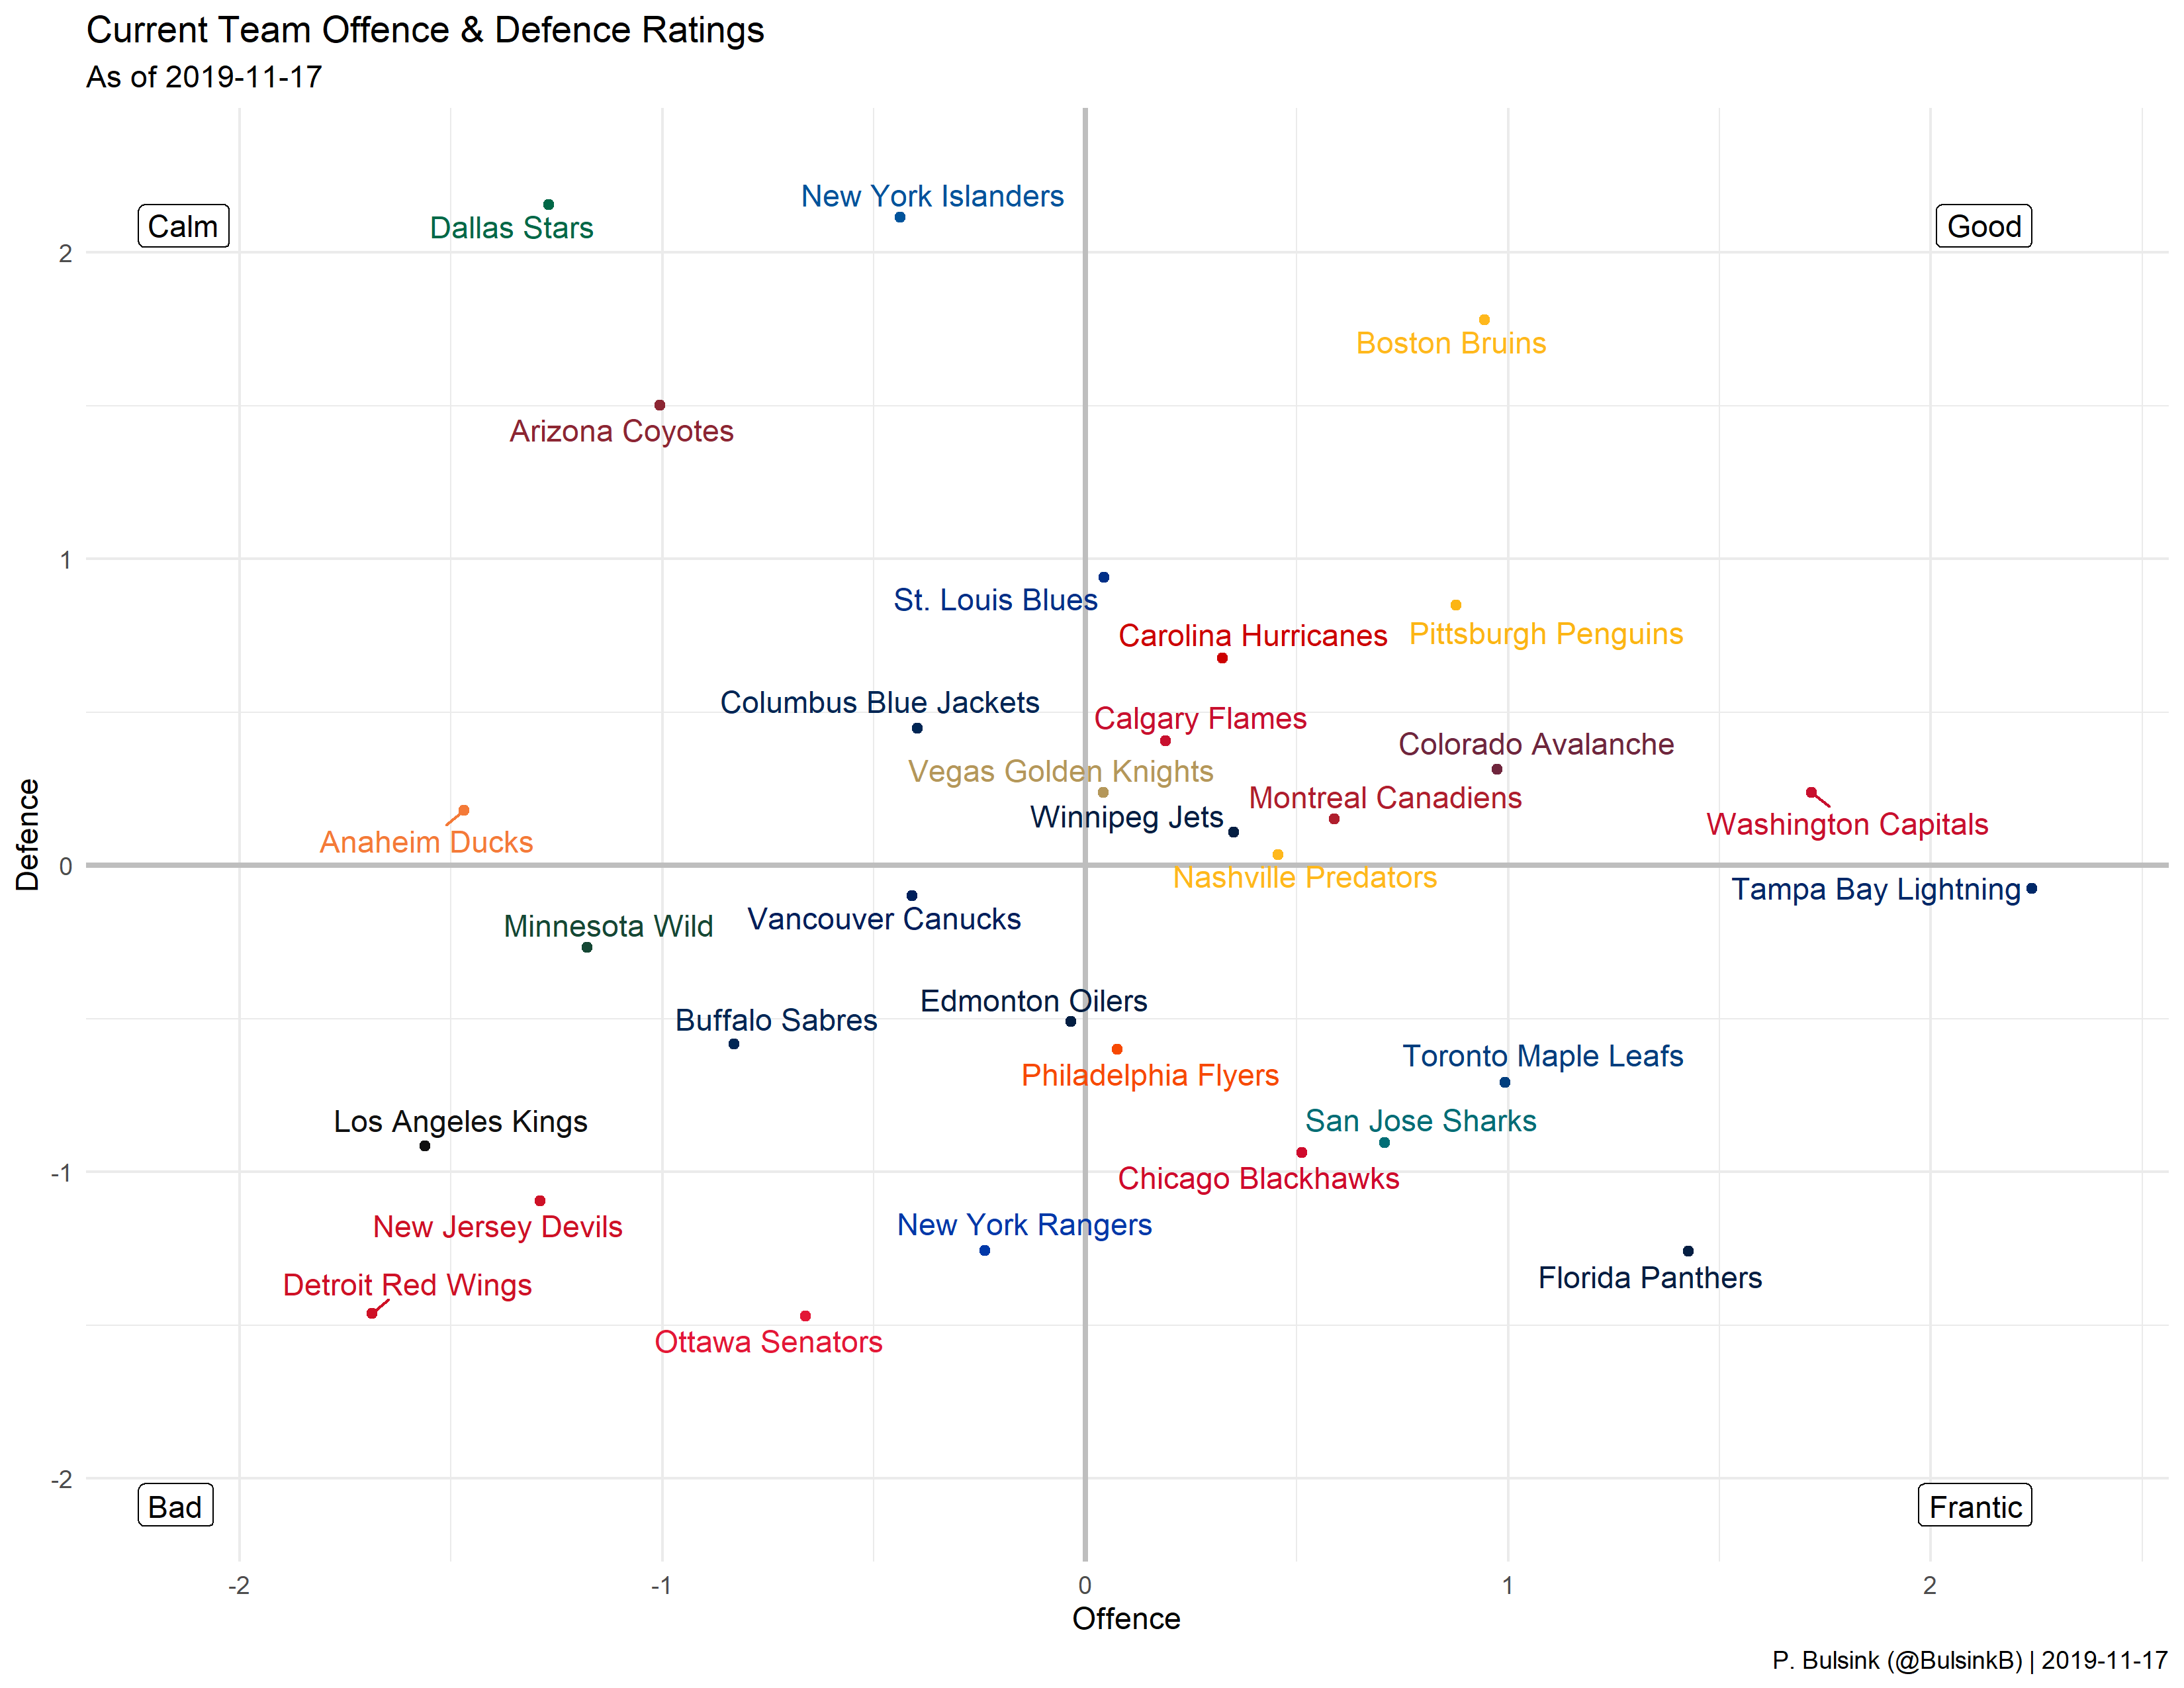 Current Team Offence & Defence Ratings
As of 2019-11-17
New York Islanders
Calm
Dallas Stars
Good
2
Boston Bruins
Arizona Coyotes
1
St. Louis Blues
Carolina Hurricanes
Pittsburgh Penguins
Columbus Blue Jackets
Calgary Flames
Colorado Avalanche
Vegas Golden Knights
Montreal Canadiens
Winnipeg Jets
Washington Capitals
Anaheim Ducks
Defence
0
Nashville Predators
Tampa Bay Lightning
Vancouver Canucks
Minnesota Wild
Edmonton Oilers
Buffalo Sabres
Toronto Maple Leafs
Philadelphia Flyers
Los Angeles Kings
San Jose Sharks
-1
Chicago Blackhawks
New Jersey Devils
New York Rangers
Florida Panthers
Detroit Red Wings
Ottawa Senators
-2
Bad
Frantic
-2 -1 0 1 2
Offence
P. Bulsink (@BulsinkB) | 2019-11-17